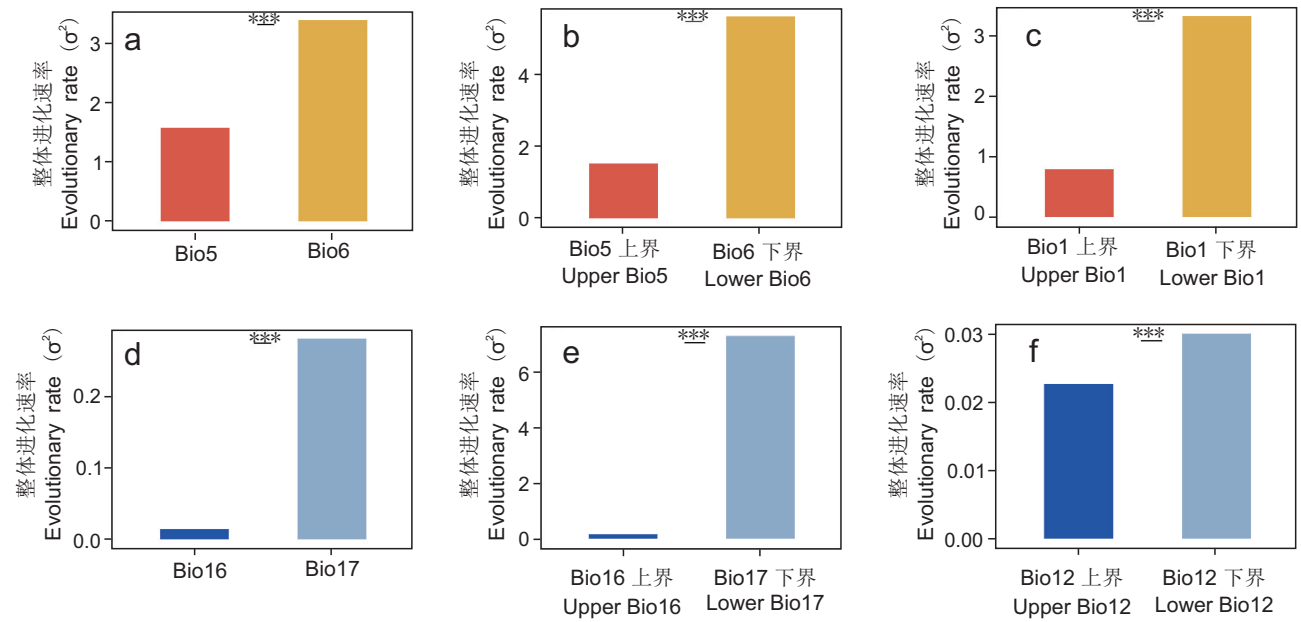 整体进化速率
Evolutionary rate (σ²)
a
***
3
2
1
0
Bio5
Bio6
整体进化速率
Evolutionary rate (σ²)
b
***
4
2
0
Bio5 上界
Upper Bio5
Bio6 下界
Lower Bio6
整体进化速率
Evolutionary rate (σ²)
c
***
3
1
0
Bio1 上界
Upper Bio1
Bio1 下界
Lower Bio1
整体进化速率
Evolutionary rate (σ²)
d
***
0.2
0.1
0.0
Bio16
Bio17
整体进化速率
Evolutionary rate (σ²)
e
***
6
4
2
0
Bio16 上界
Upper Bio16
Bio17 下界
Lower Bio17
整体进化速率
Evolutionary rate (σ²)
f
***
0.03
0.02
0.01
0.00
Bio12 上界
Upper Bio12
Bio12 下界
Lower Bio12